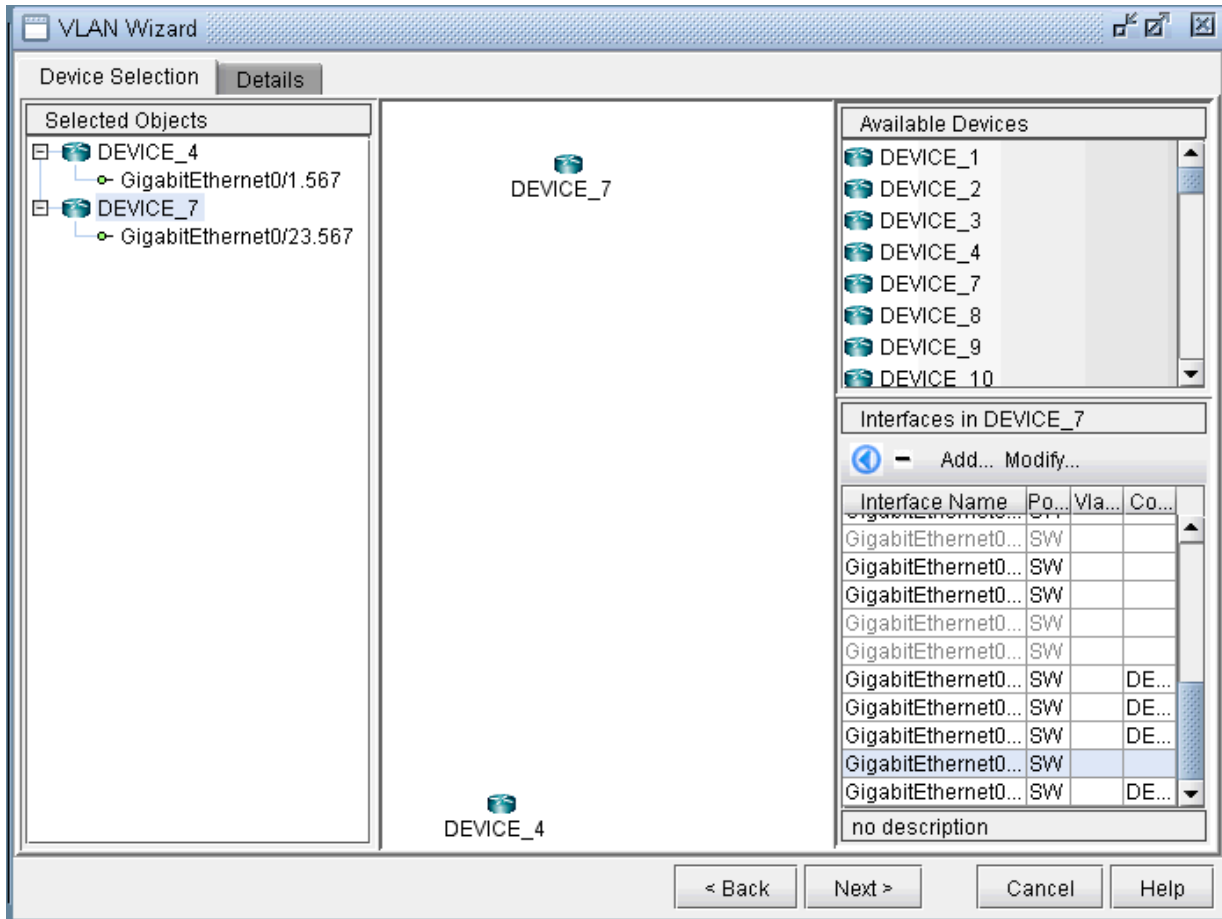 VLAN Wizard
Device Selection
Details
Selected Objects
DEVICE_4
GigabitEthernet0/1.567
DEVICE_7
GigabitEthernet0/23.567
DEVICE_7
DEVICE_4
Available Devices
DEVICE_1
DEVICE_2
DEVICE_3
DEVICE_4
DEVICE_7
DEVICE_8
DEVICE_9
DEVICE_10
Interfaces in DEVICE_7
Add... Modify...
Interface Name Po... Vla... Co...
GigabitEthernet0... SW
GigabitEthernet0... SW
GigabitEthernet0... SW
GigabitEthernet0... SW
GigabitEthernet0... SW
GigabitEthernet0... SW DE...
GigabitEthernet0... SW DE...
GigabitEthernet0... SW DE...
GigabitEthernet0... SW
GigabitEthernet0... SW DE...
no description
< Back Next > Cancel Help